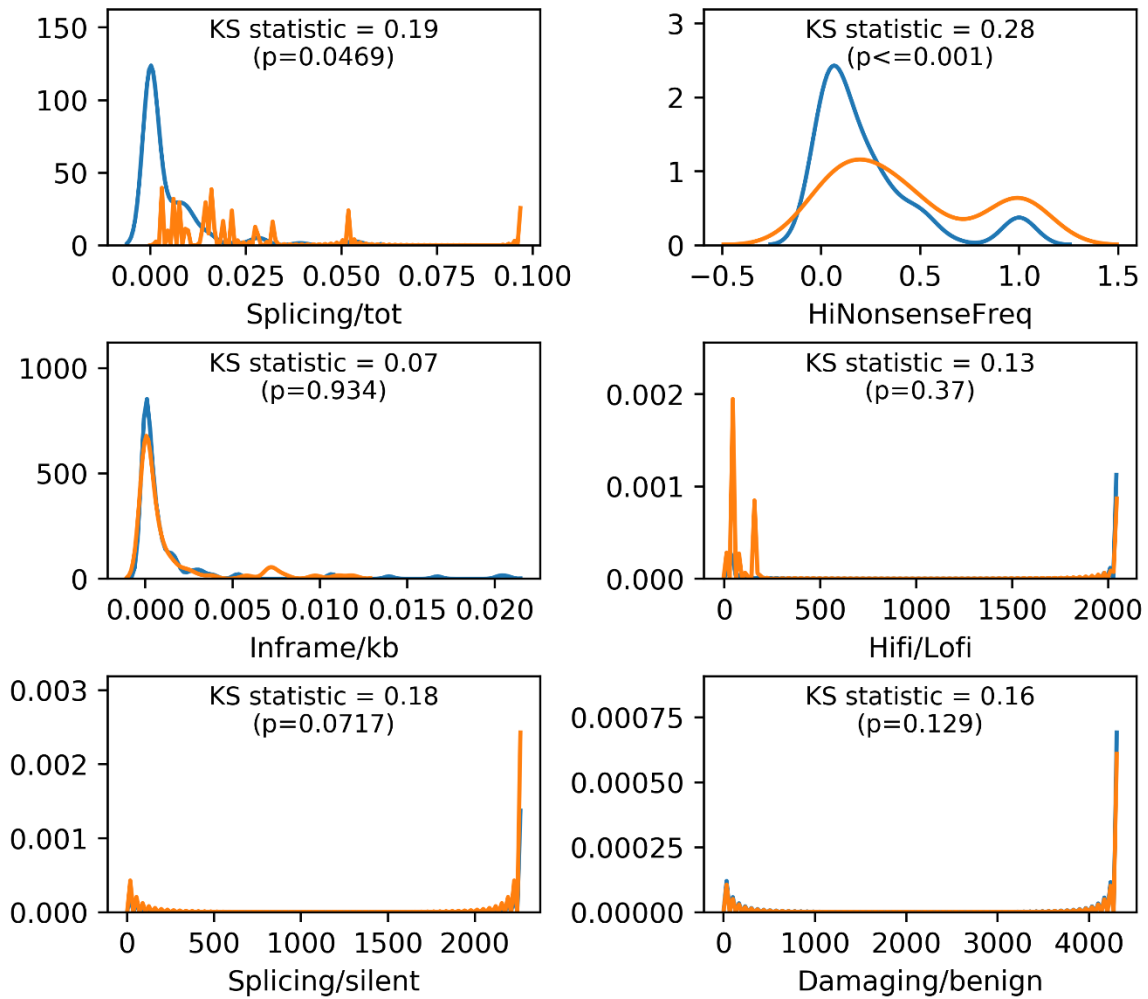 KS statistic = 0.19
(p=0.0469)
150
100
50
0
0.000 0.025 0.050 0.075 0.100
Splicing/tot
KS statistic = 0.28
(p<=0.001)
3
2
1
0
−0.5 0.0 0.5 1.0 1.5
HiNonsenseFreq
KS statistic = 0.07
(p=0.934)
1000
500
0
0.000 0.005 0.010 0.015 0.020
Inframe/kb
KS statistic = 0.13
(p=0.37)
0.002
0.001
0.000
0 500 1000 1500 2000
Hifi/Lofi
KS statistic = 0.18
(p=0.0717)
0.003
0.002
0.001
0.000
0 500 1000 1500 2000
Splicing/silent
KS statistic = 0.16
(p=0.129)
0.00075
0.00050
0.00025
0.00000
0 1000 2000 3000 4000
Damaging/benign